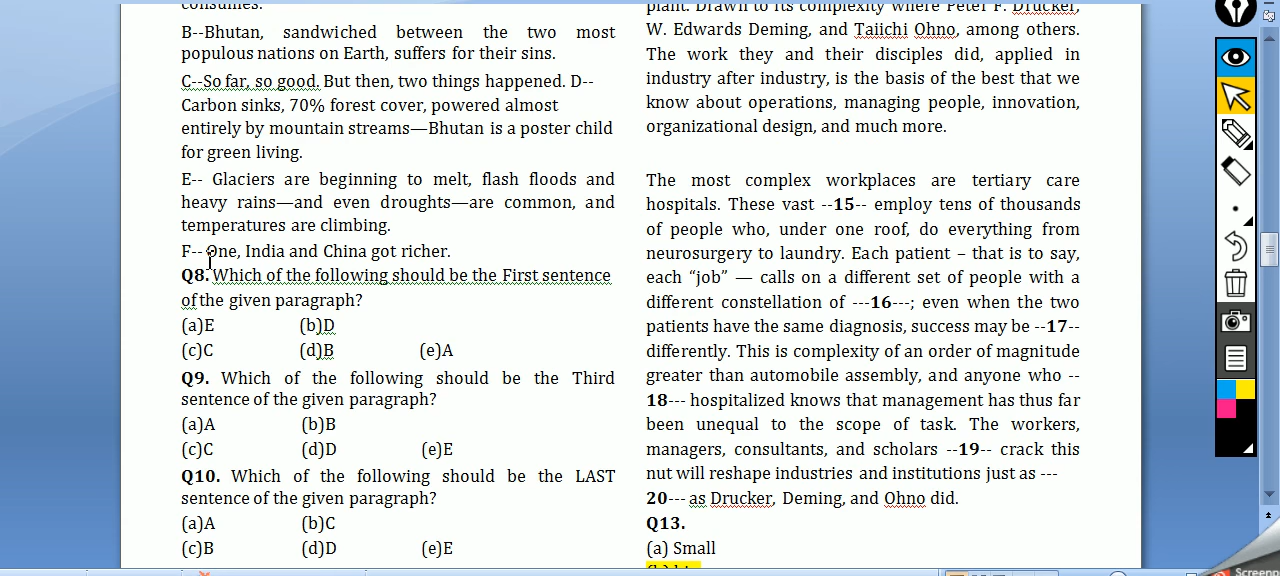 consumes.
B--Bhutan, sandwiched between the two most
populous nations on Earth, suffers for their sins.
C--So far, so good. But then, two things happened. D--
Carbon sinks, 70% forest cover, powered almost
entirely by mountain streams—Bhutan is a poster child
for green living.
E-- Glaciers are beginning to melt, flash floods and
heavy rains—and even droughts—are common, and
temperatures are climbing.
F-- One, India and China got richer.
Q8. Which of the following should be the First sentence
of the given paragraph?
(a)E (b)D
(c)C (d)B (e)A
Q9. Which of the following should be the Third
sentence of the given paragraph?
(a)A (b)B
(c)C (d)D (e)E
Q10. Which of the following should be the LAST
sentence of the given paragraph?
(a)A (b)C
(c)B (d)D (e)E
plant. Drawn to its complexity where Peter F. Drucker,
W. Edwards Deming, and Taiichi Ohno, among others.
The work they and their disciples did, applied in
industry after industry, is the basis of the best that we
know about operations, managing people, innovation,
organizational design, and much more.
The most complex workplaces are tertiary care
hospitals. These vast --15-- employ tens of thousands
of people who, under one roof, do everything from
neurosurgery to laundry. Each patient – that is to say,
each “job” — calls on a different set of people with a
different constellation of ---16---; even when the two
patients have the same diagnosis, success may be --17--
differently. This is complexity of an order of magnitude
greater than automobile assembly, and anyone who --
18--- hospitalized knows that management has thus far
been unequal to the scope of task. The workers,
managers, consultants, and scholars --19-- crack this
nut will reshape industries and institutions just as ---
20--- as Drucker, Deming, and Ohno did.
Q13.
(a) Small